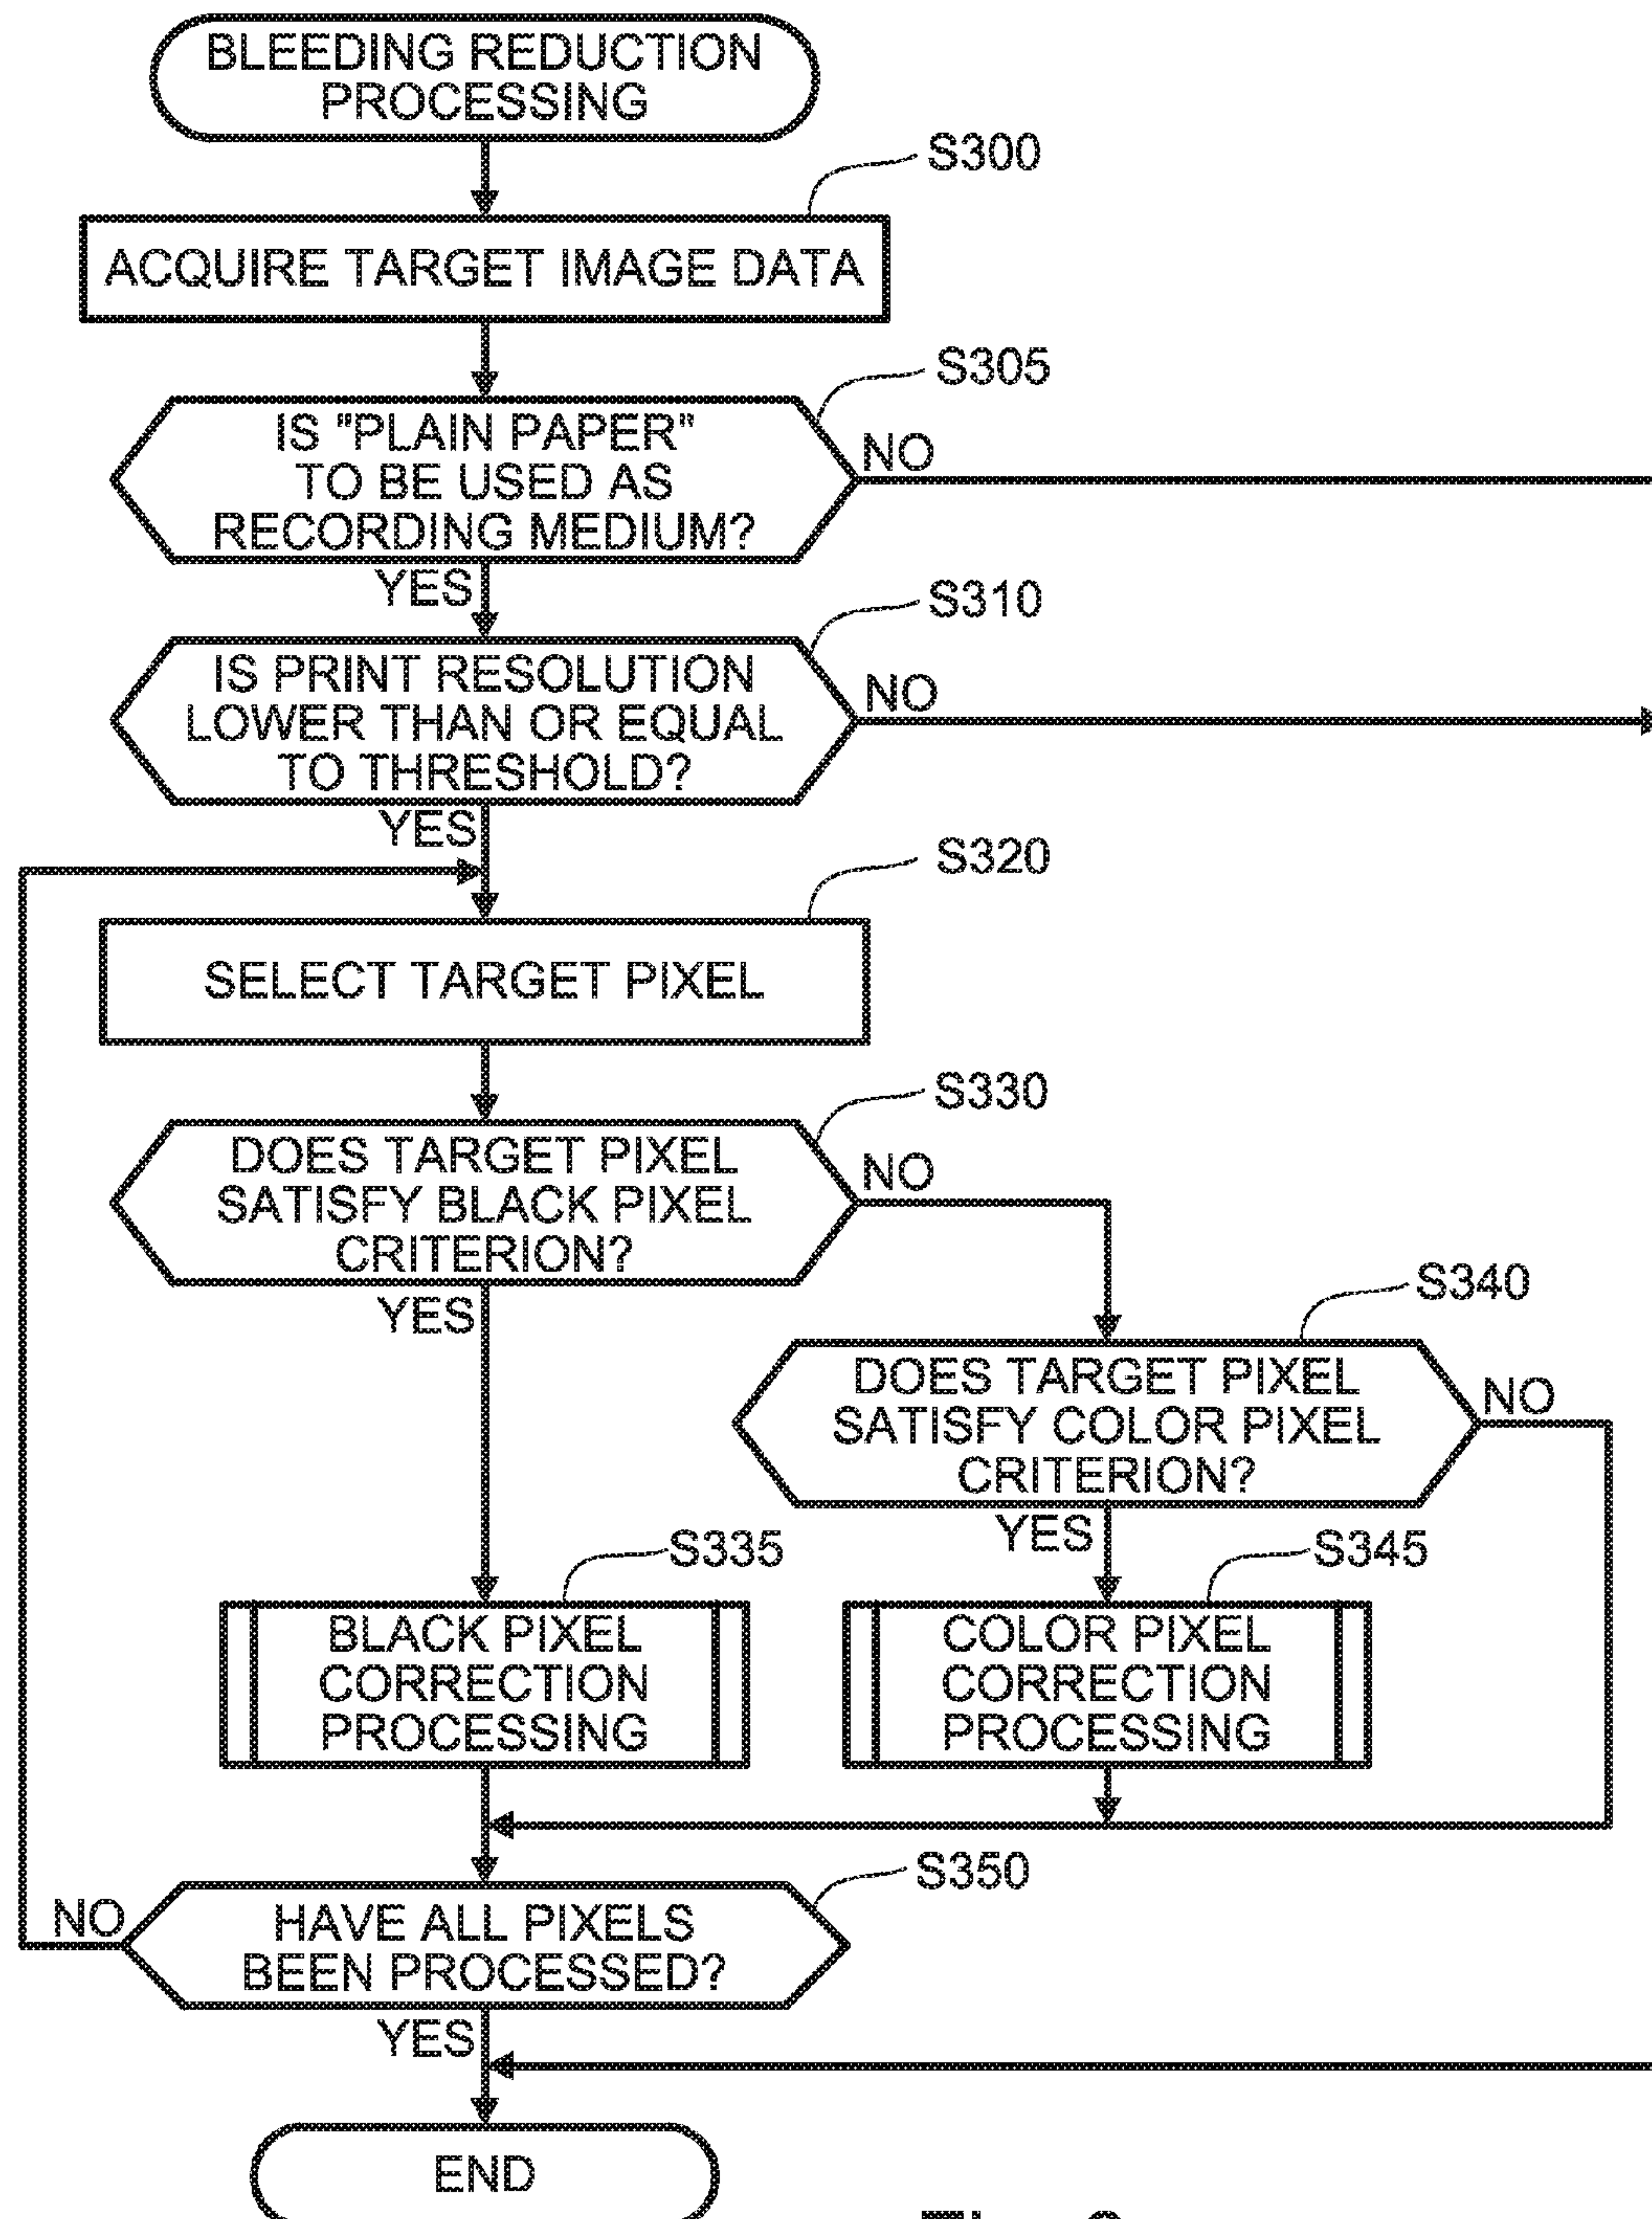 BLEEDING REDUCTION
PROCESSING
S300
ACQUIRE TARGET IMAGE DATA
S305
IS "PLAIN PAPER"
TO BE USED AS
RECORDING MEDIUM?
NO
YES
S310
IS PRINT RESOLUTION
LOWER THAN OR EQUAL
TO THRESHOLD?
NO
YES
S320
SELECT TARGET PIXEL
S330
DOES TARGET PIXEL
SATISFY BLACK PIXEL
CRITERION?
NO
YES
S340
DOES TARGET PIXEL
SATISFY COLOR PIXEL
CRITERION?
NO
YES
S335
BLACK PIXEL
CORRECTION
PROCESSING
S345
COLOR PIXEL
CORRECTION
PROCESSING
S350
HAVE ALL PIXELS
BEEN PROCESSED?
NO
YES
END